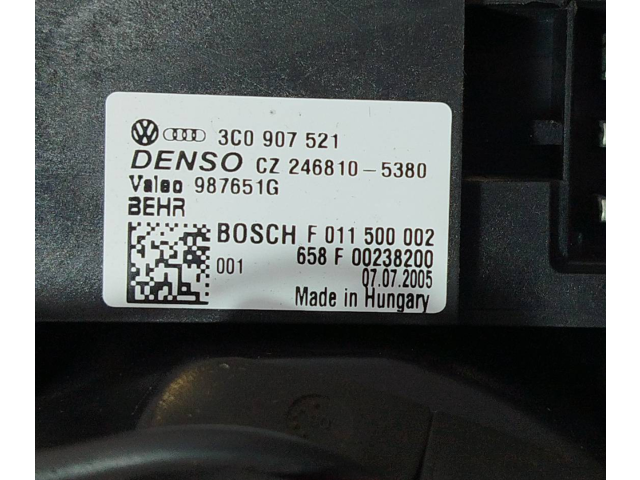 3C0 907 521
DENSO CZ 246810-5380
Valeo 987651G
BEHR
BOSCH F 011 500 002
001 658 F 00238200
07.07.2005
Made in Hungary